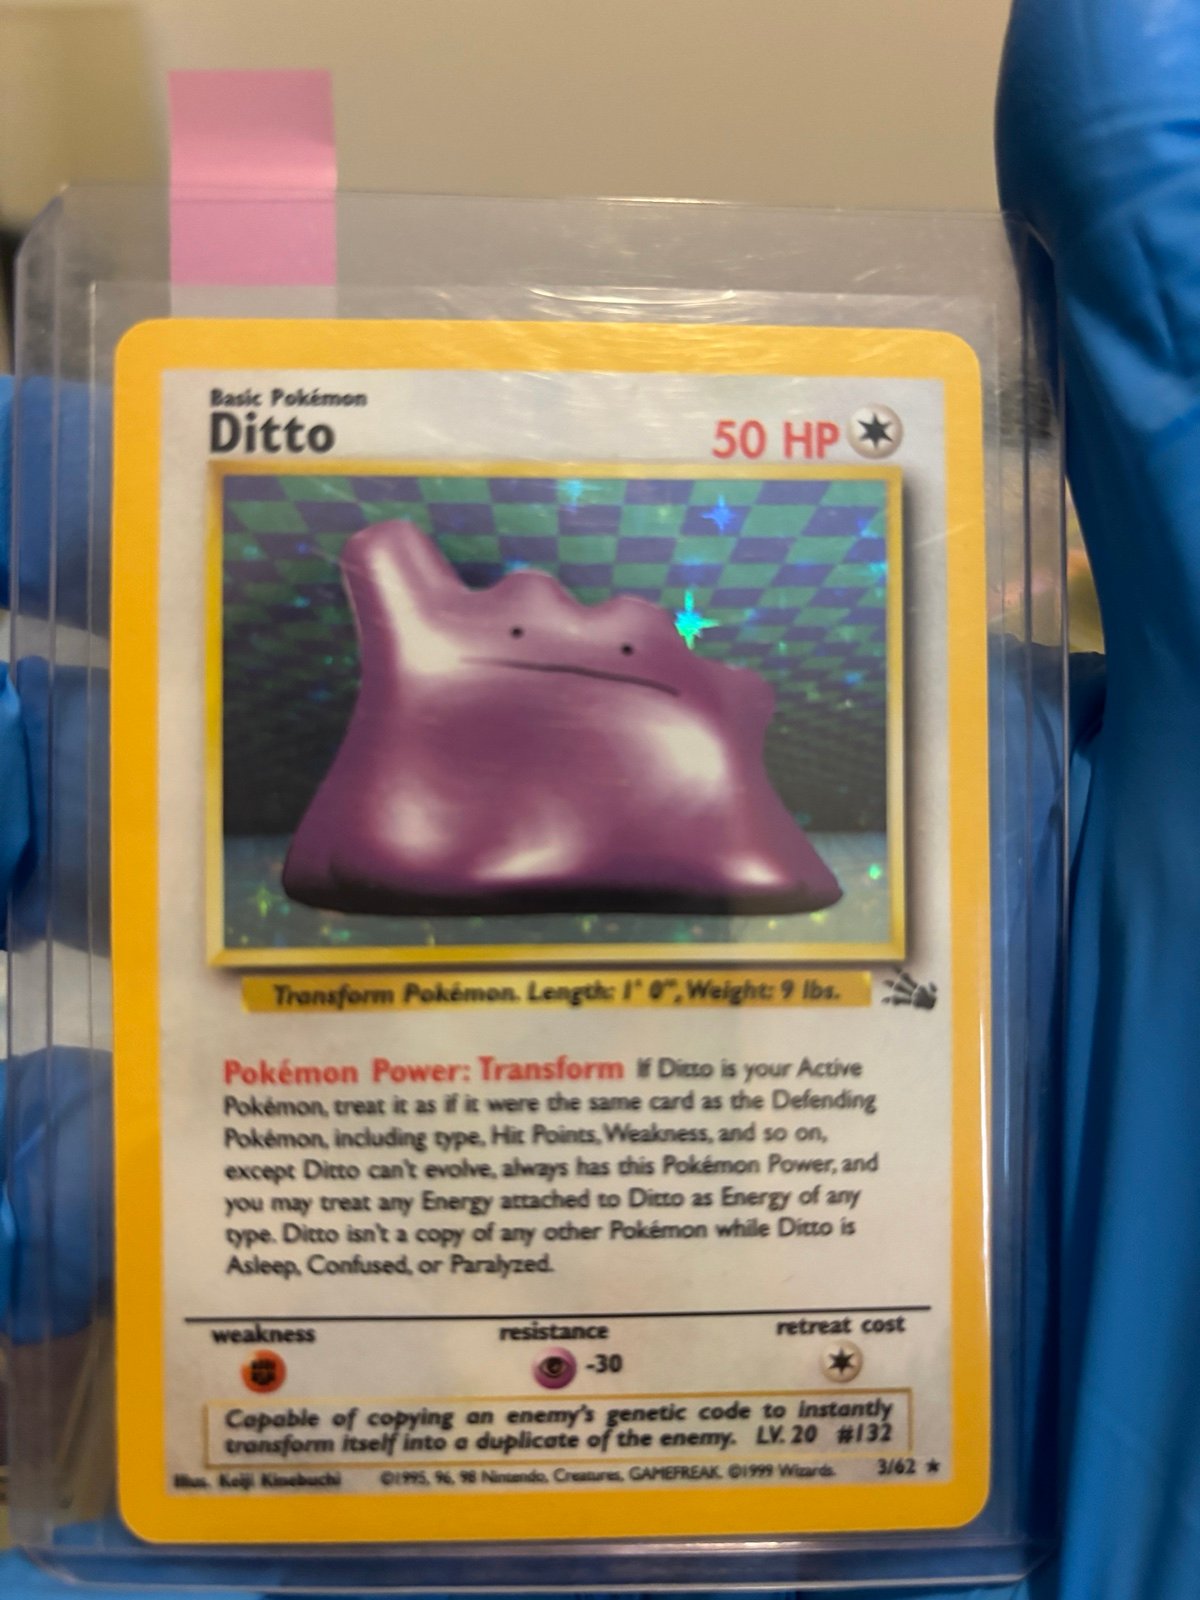 Basic Pokémon
Ditto
50 HP
Transform Pokémon. Length: 1' 0", Weight: 9 lbs.
Pokémon Power: Transform If Ditto is your Active
Pokémon, treat it as if it were the same card as the Defending
Pokémon, including type, Hit Points, Weakness, and so on,
except Ditto can't evolve, always has this Pokémon Power, and
you may treat any Energy attached to Ditto as Energy of any
type. Ditto isn't a copy of any other Pokémon while Ditto is
Asleep, Confused, or Paralyzed.
weakness resistance retreat cost
-30
Capable of copying an enemy's genetic code to instantly
transform itself into a duplicate of the enemy. LV. 20 #132
Illus. Keiji Kinebuchi ©1995, 96, 98 Nintendo, Creatures, GAMEFREAK. ©1999 Wizards. 3/62 ★